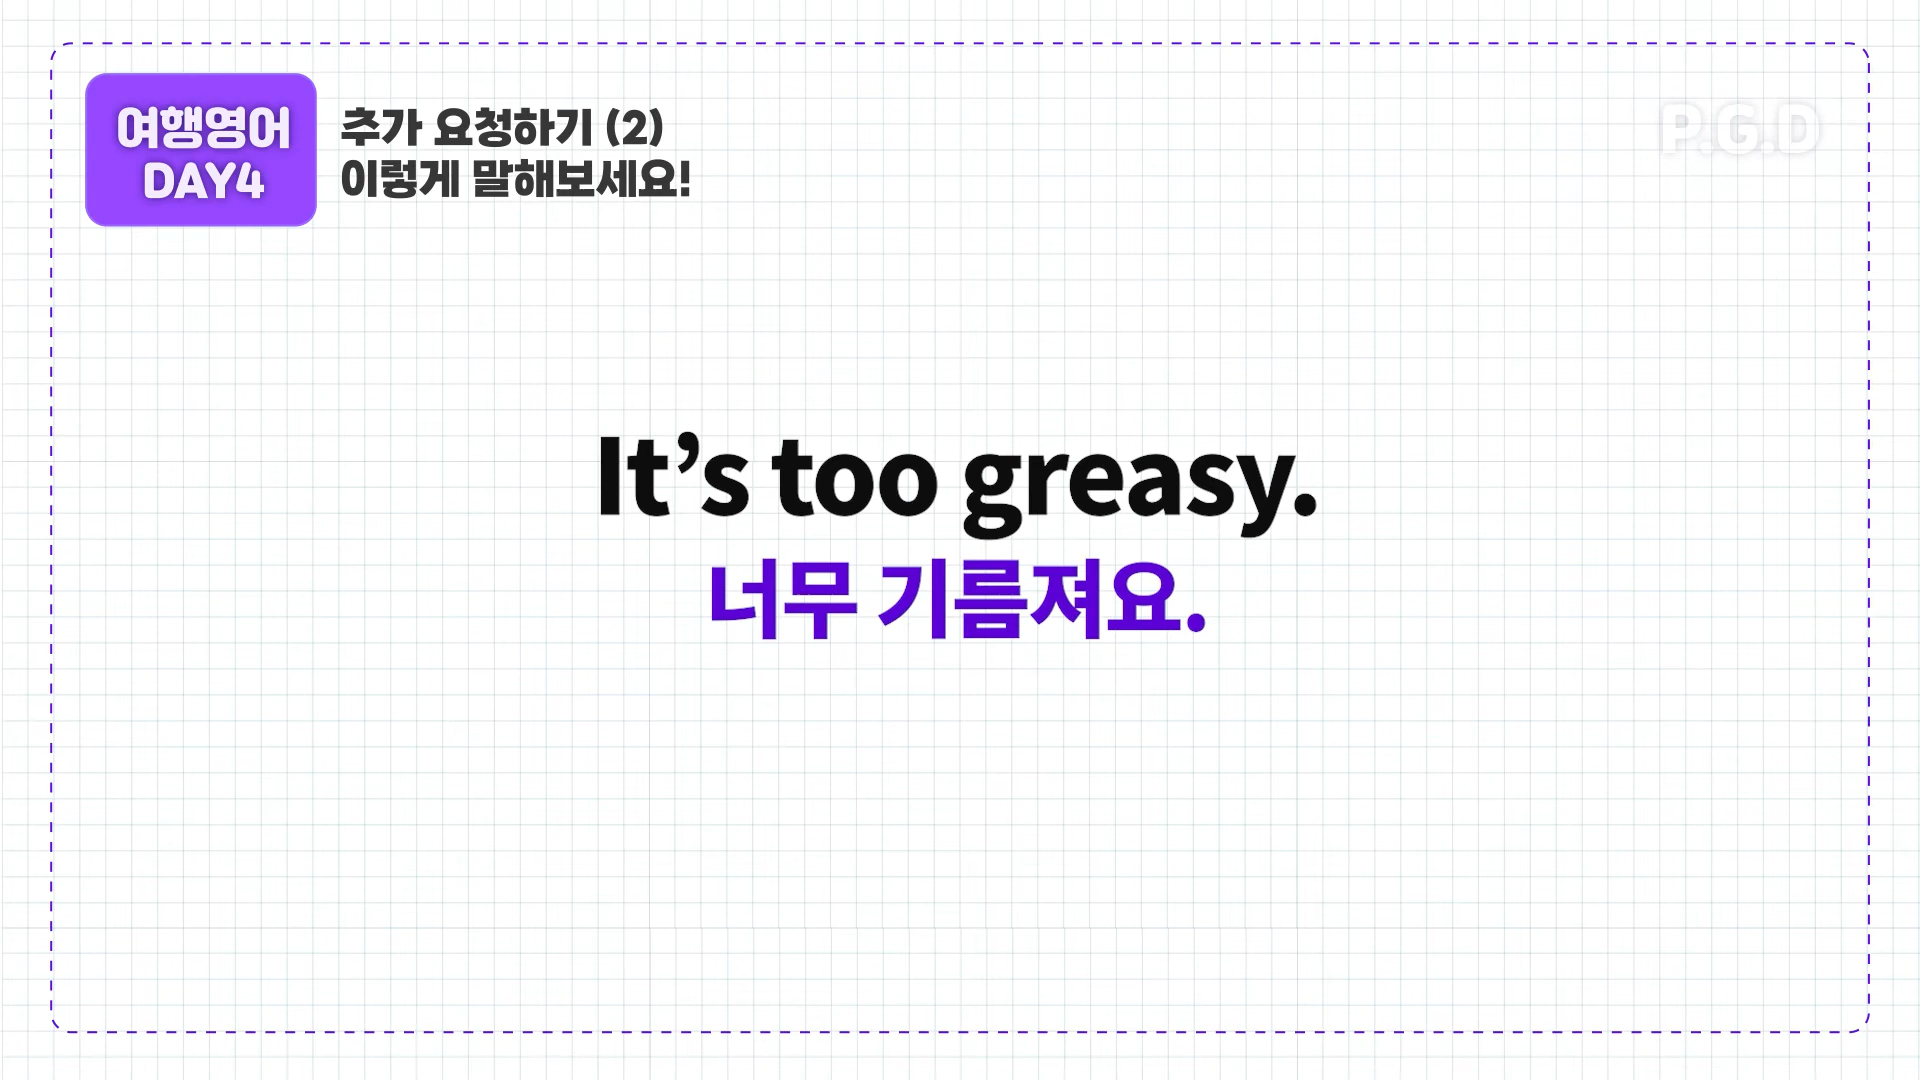 여행영어
DAY4
추가 요청하기 (2)
이렇게 말해보세요!
P.G.D
It’s too greasy.
너무 기름져요.